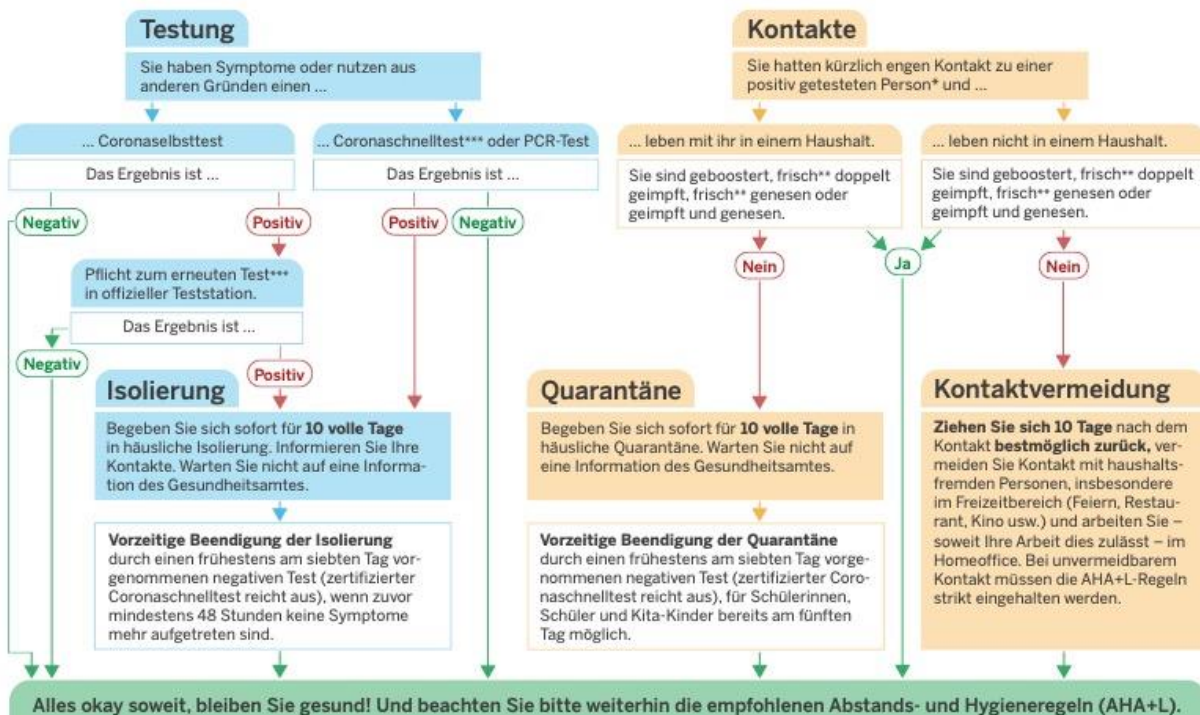 Testung
Sie haben Symptome oder nutzen aus
anderen Gründen einen ...
... Coronaselbsttest
Das Ergebnis ist ...
Negativ
Positiv
Pflicht zum erneuten Test***
in offizieller Teststation.
Das Ergebnis ist ...
Negativ
Positiv
... Coronaschnelltest*** oder PCR-Test
Das Ergebnis ist ...
Positiv
Negativ
Isolierung
Begeben Sie sich sofort für 10 volle Tage
in häusliche Isolierung. Informieren Sie Ihre
Kontakte. Warten Sie nicht auf eine Informa-
tion des Gesundheitsamtes.
Vorzeitige Beendigung der Isolierung
durch einen frühestens am siebten Tag vor-
genommenen negativen Test (zertifizierter
Coronaschnelltest reicht aus), wenn zuvor
mindestens 48 Stunden keine Symptome
mehr aufgetreten sind.
Kontakte
Sie hatten kürzlich engen Kontakt zu einer
positiv getesteten Person* und ...
... leben mit ihr in einem Haushalt.
Sie sind geboostert, frisch** doppelt
geimpft, frisch** genesen oder
geimpft und genesen.
... leben nicht in einem Haushalt.
Sie sind geboostert, frisch** doppelt
geimpft, frisch** genesen oder
geimpft und genesen.
Nein
Ja
Nein
Quarantäne
Begeben Sie sich sofort für 10 volle Tage in
häusliche Quarantäne. Warten Sie nicht auf
eine Information des Gesundheitsamtes.
Vorzeitige Beendigung der Quarantäne
durch einen frühestens am siebten Tag vorge-
nommenen negativen Test (zertifizierter Coro-
naschnelltest reicht aus), für Schülerinnen,
Schüler und Kita-Kinder bereits am fünften
Tag möglich.
Kontaktvermeidung
Ziehen Sie sich 10 Tage nach dem
Kontakt bestmöglich zurück, ver-
meiden Sie Kontakt mit haushalts-
fremden Personen, insbesondere
im Freizeitbereich (Feiern, Restau-
rant, Kino usw.) und arbeiten Sie –
soweit Ihre Arbeit dies zulässt – im
Homeoffice. Bei unvermeidbarem
Kontakt müssen die AHA+L-Regeln
strikt eingehalten werden.
Alles okay soweit, bleiben Sie gesund! Und beachten Sie bitte weiterhin die empfohlenen Abstands- und Hygieneregeln (AHA+L).